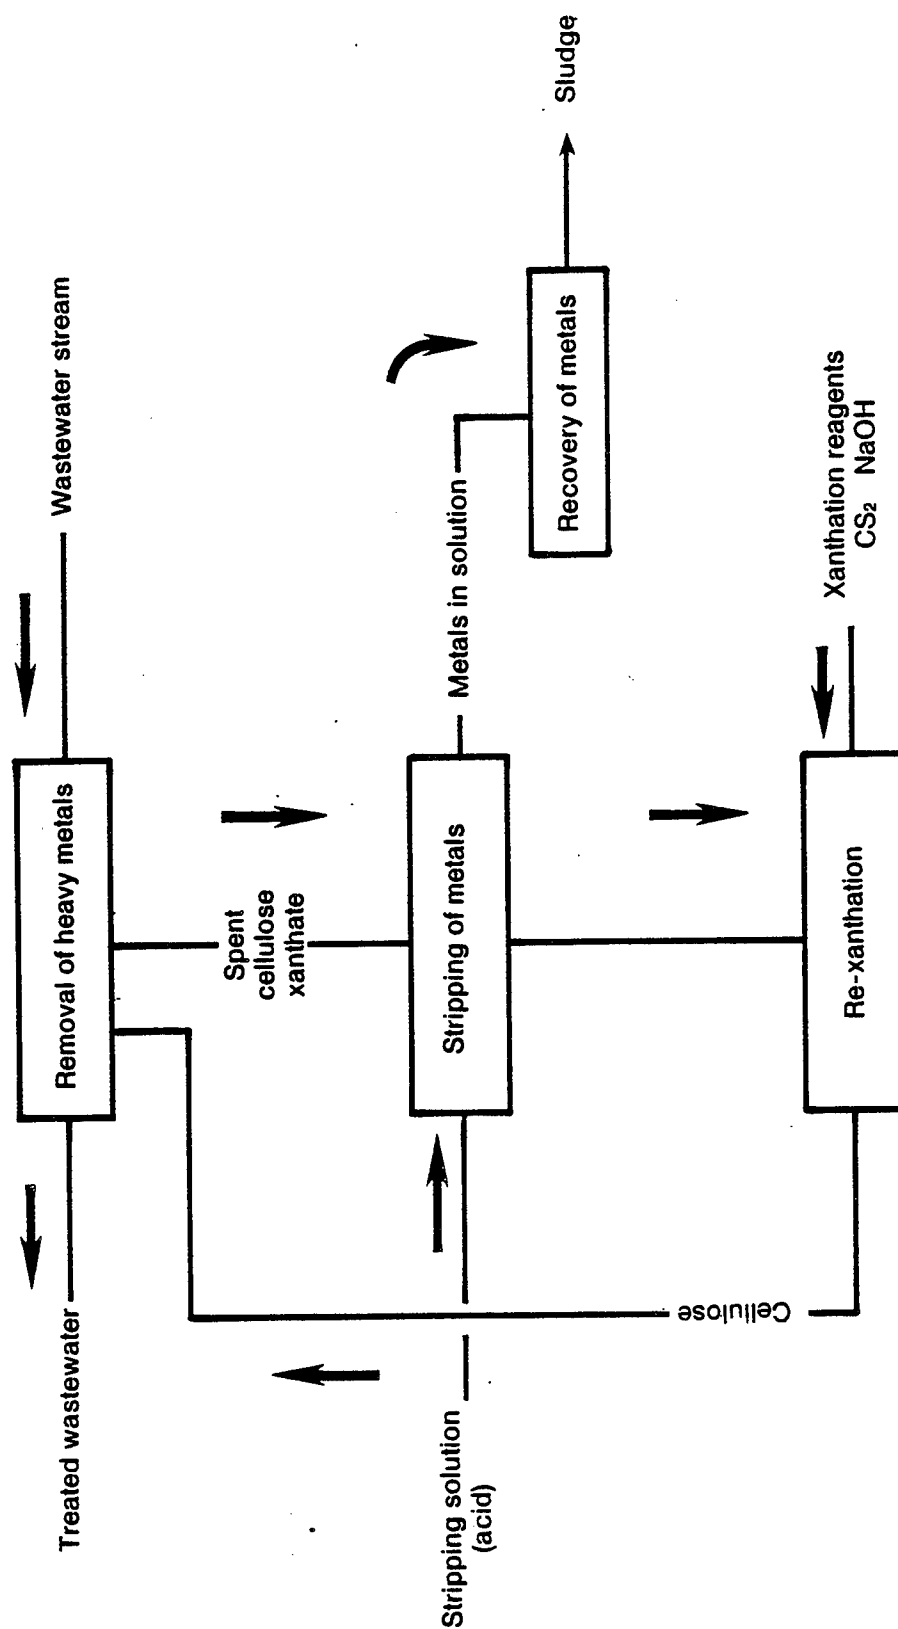 Treated wastewater
Removal of heavy metals
Wastewater stream
Spent
cellulose
xanthate
Stripping solution
(acid)
Stripping of metals
Metals in solution
Recovery of metals
Sludge
Cellulose
Re-xanthation
Xanthation reagents
CS₂ NaOH